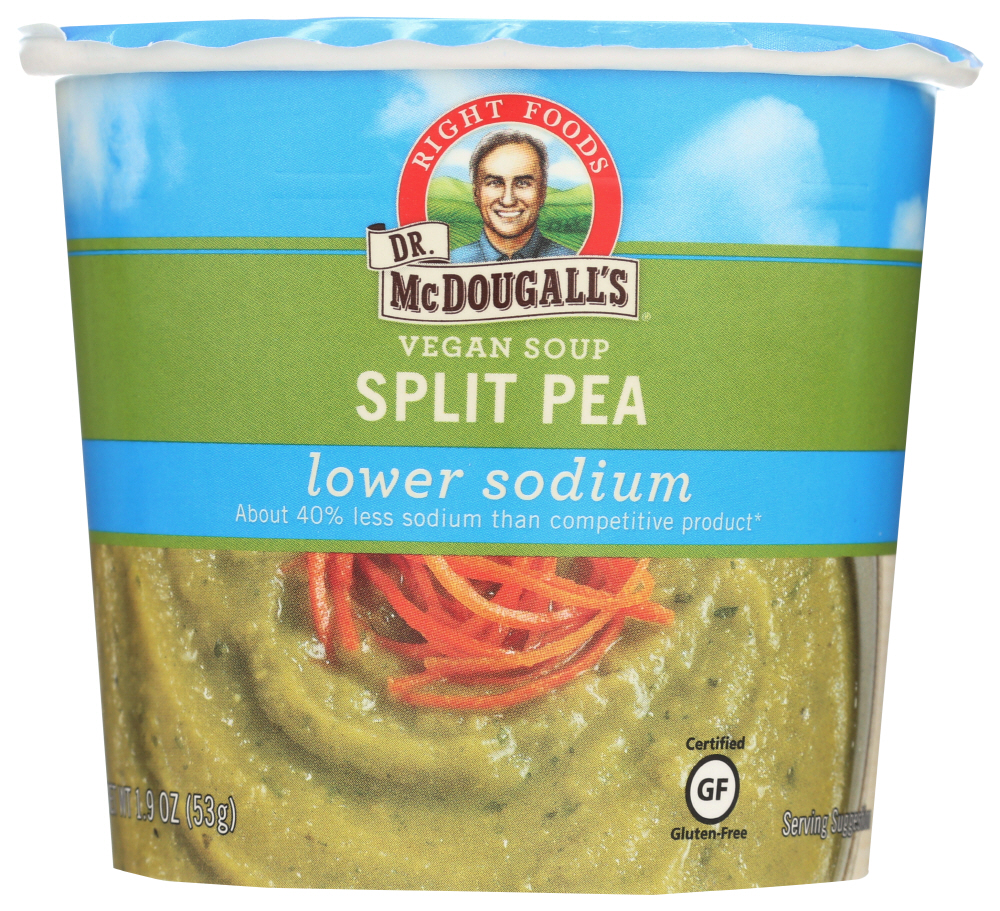 RIGHT FOODS
DR.
McDOUGALL'S®
VEGAN SOUP
SPLIT PEA
lower sodium
About 40% less sodium than competitive product*
Certified
GF
Gluten-Free
WT 1.9 OZ (53g)
Serving